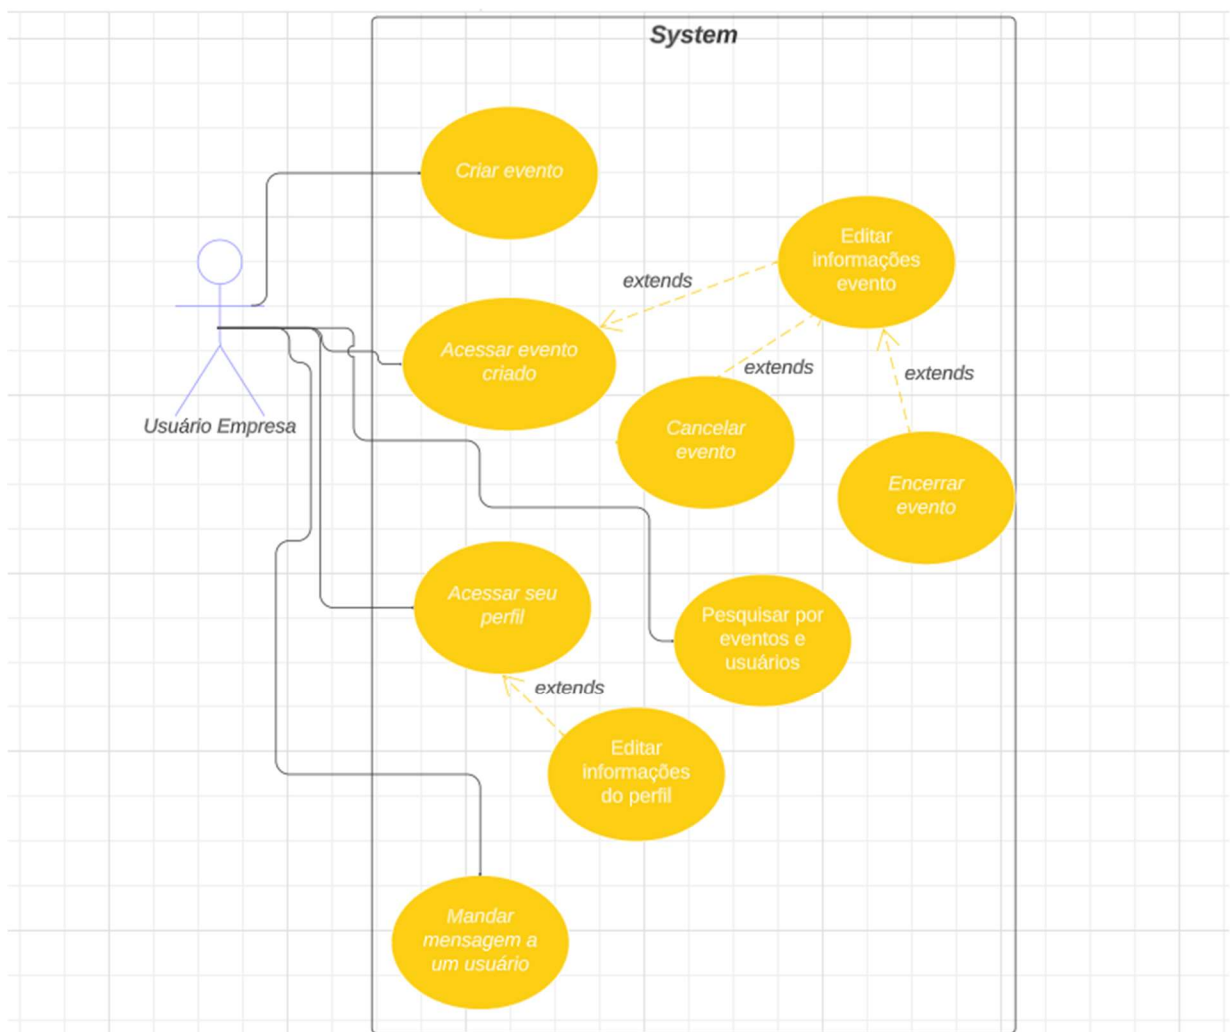 System
Criar evento
Editar
informações
evento
extends
Acessar evento
criado
extends
extends
Cancelar
evento
Usuário Empresa
Encerrar
evento
Acessar seu
perfil
Pesquisar por
eventos e
usuários
extends
Editar
informações
do perfil
Mandar
mensagem a
um usuário